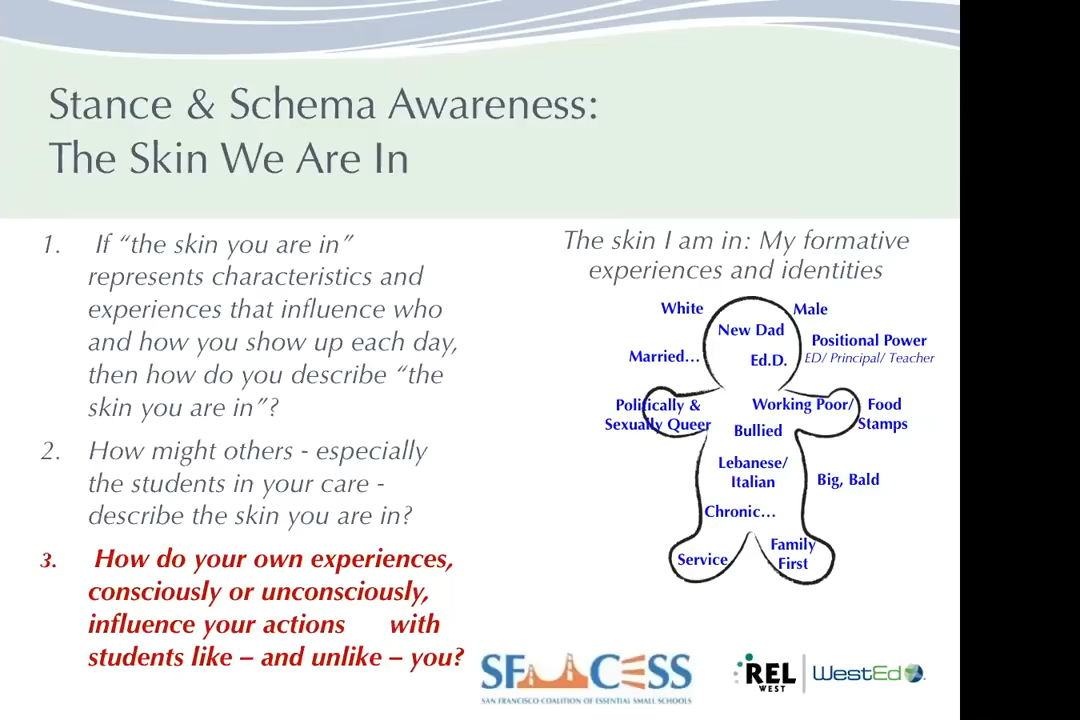 Stance & Schema Awareness:
The Skin We Are In
1. If “the skin you are in”
represents characteristics and
experiences that influence who
and how you show up each day,
then how do you describe “the
skin you are in”?
2. How might others - especially
the students in your care -
describe the skin you are in?
3. How do your own experiences,
consciously or unconsciously,
influence your actions with
students like – and unlike – you?
The skin I am in: My formative
experiences and identities
White
Male
New Dad
Positional Power
Married…
Ed.D.
ED/ Principal/ Teacher
Politically &
Sexually Queer
Working Poor/
Food
Stamps
Bullied
Lebanese/
Italian
Big, Bald
Chronic…
Service
Family
First
SF CESS
SAN FRANCISCO COALITION OF ESSENTIAL SMALL SCHOOLS
REL
WEST
WestEd